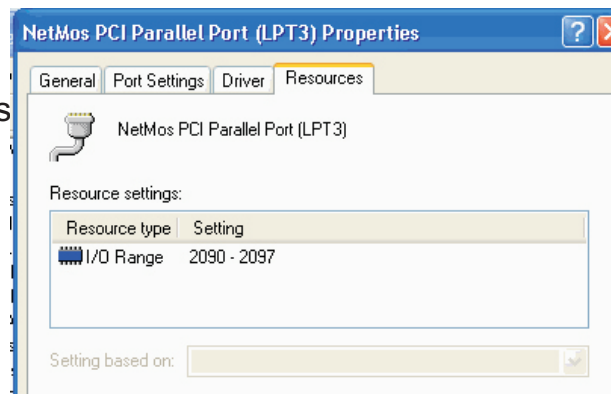 NetMos PCI Parallel Port (LPT3) Properties
General Port Settings Driver Resources
NetMos PCI Parallel Port (LPT3)
Resource settings:
Resource type Setting
I/O Range 2090 - 2097
Setting based on: